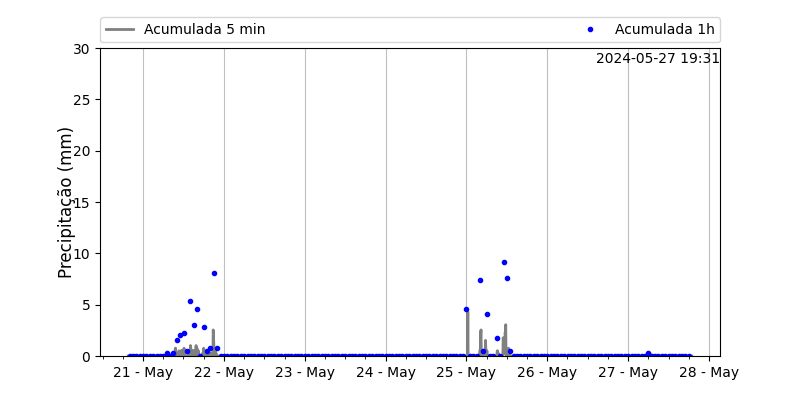 Acumulada 5 min
Acumulada 1h
2024-05-27 19:31
Precipitação (mm)
30
25
20
15
10
5
0
21 - May
22 - May
23 - May
24 - May
25 - May
26 - May
27 - May
28 - May